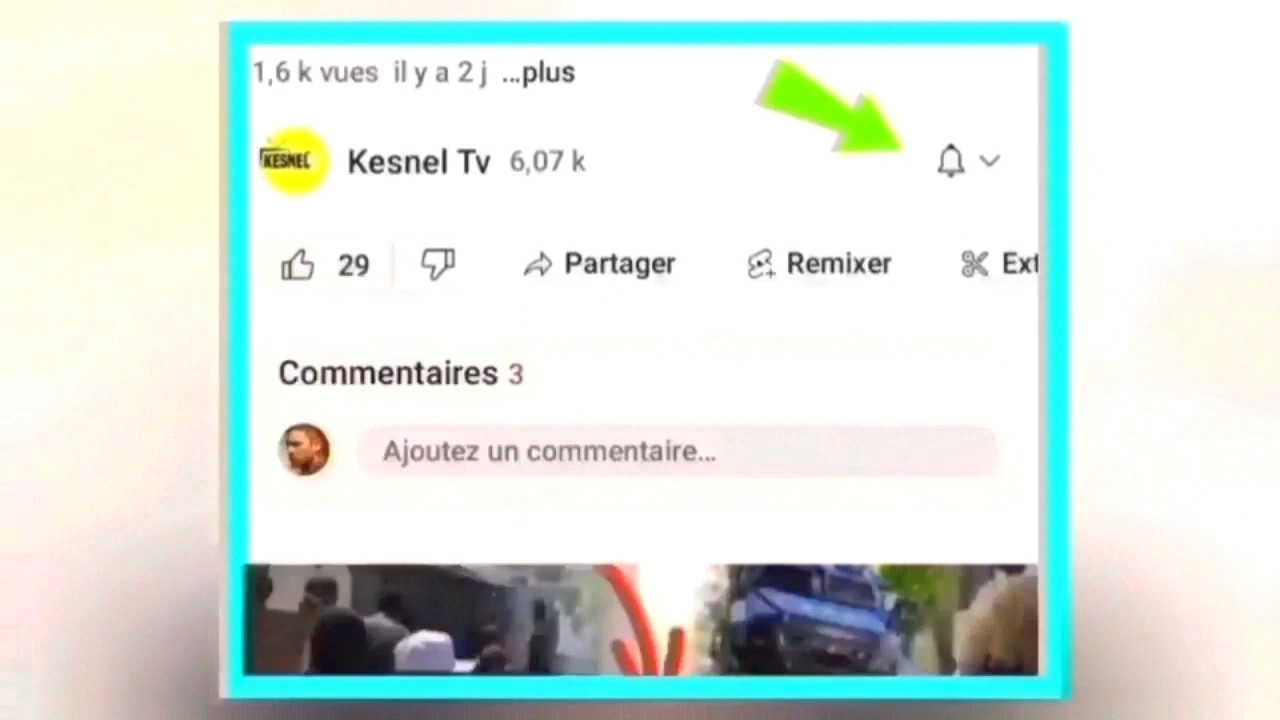 1,6 k vues il y a 2 j ...plus
KESNEL
Kesnel Tv 6,07 k
29 Partager Remixer Ext
Commentaires 3
Ajoutez un commentaire...